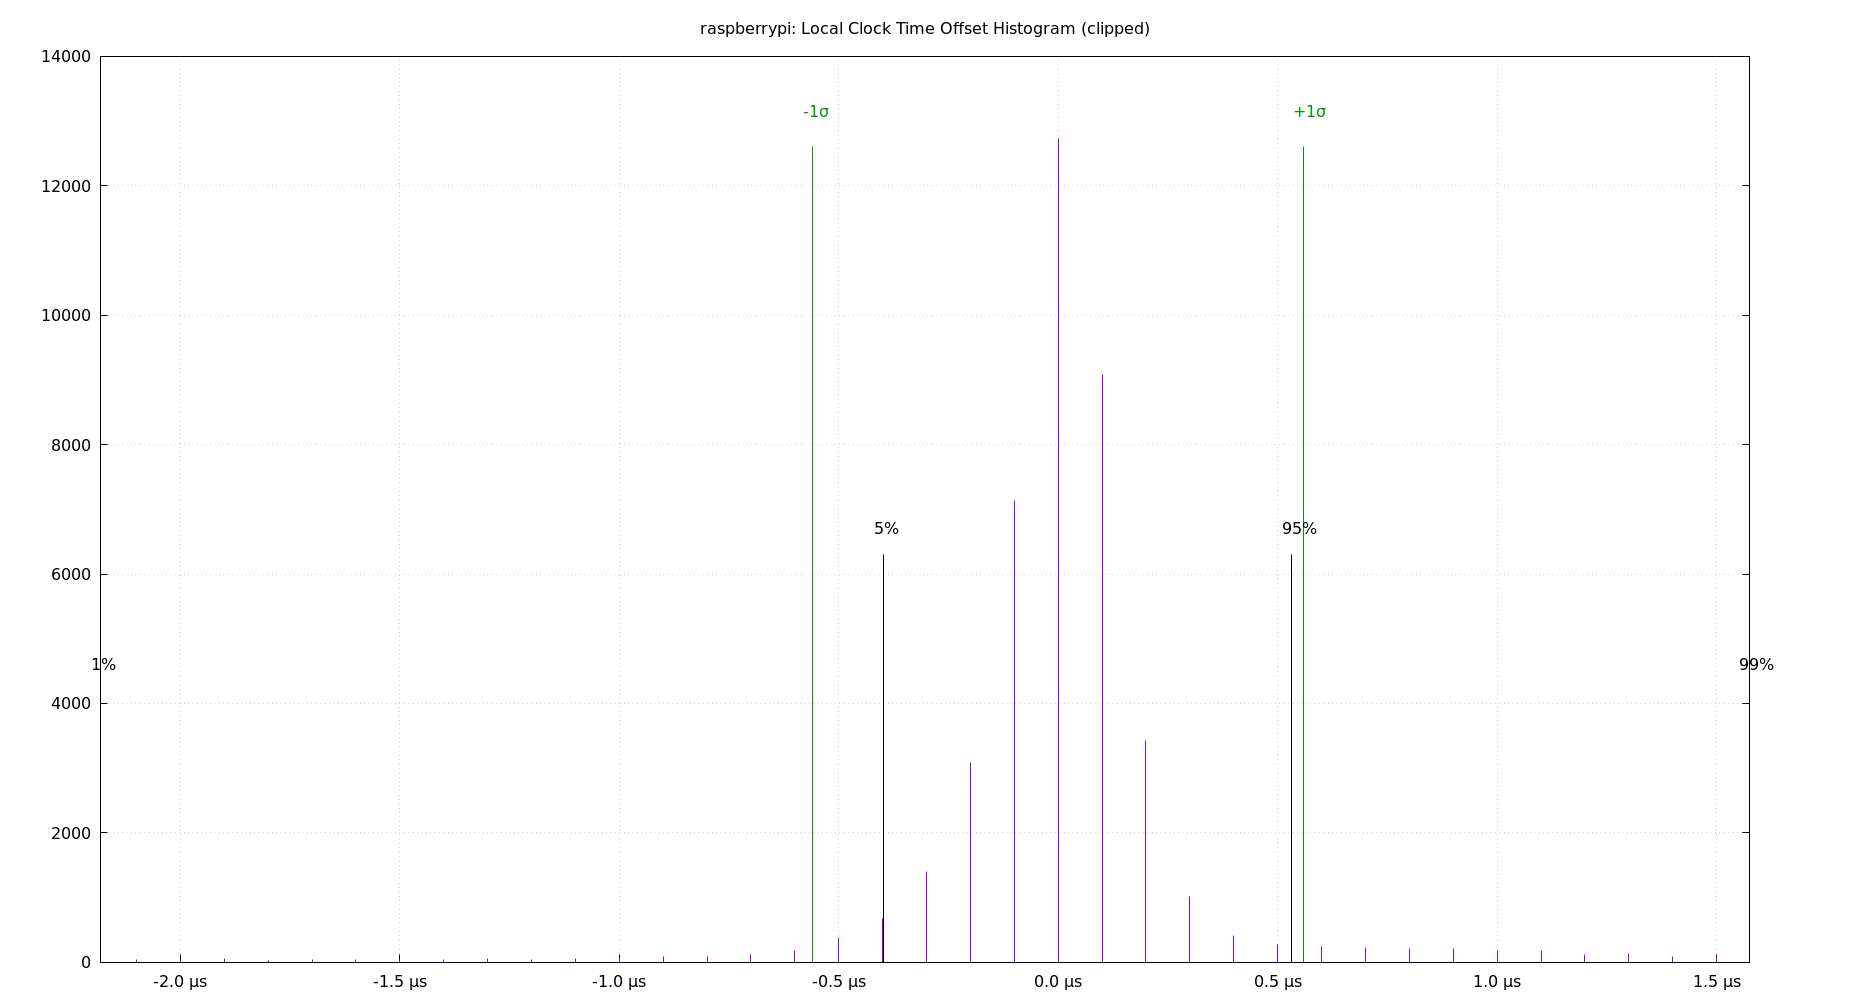 raspberrypi: Local Clock Time Offset Histogram (clipped)
14000
-1σ
+1σ
12000
10000
8000
5%
95%
6000
1%
99%
4000
2000
0
-2.0 µs
-1.5 µs
-1.0 µs
-0.5 µs
0.0 µs
0.5 µs
1.0 µs
1.5 µs